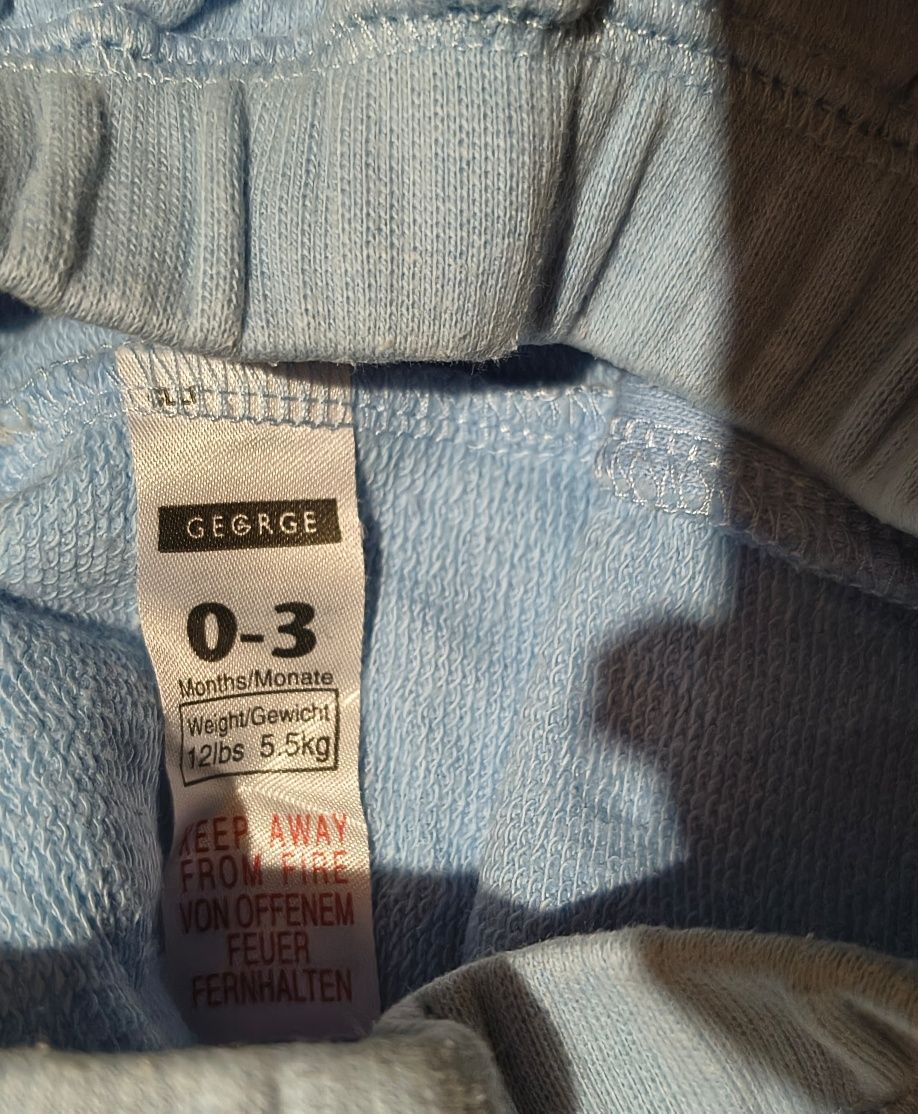 GEORGE
0-3
Months/Monate
Weight/Gewicht
12lbs 5.5kg
KEEP AWAY
FROM FIRE
VON OFFENEM
FEUER
FERNHALTEN